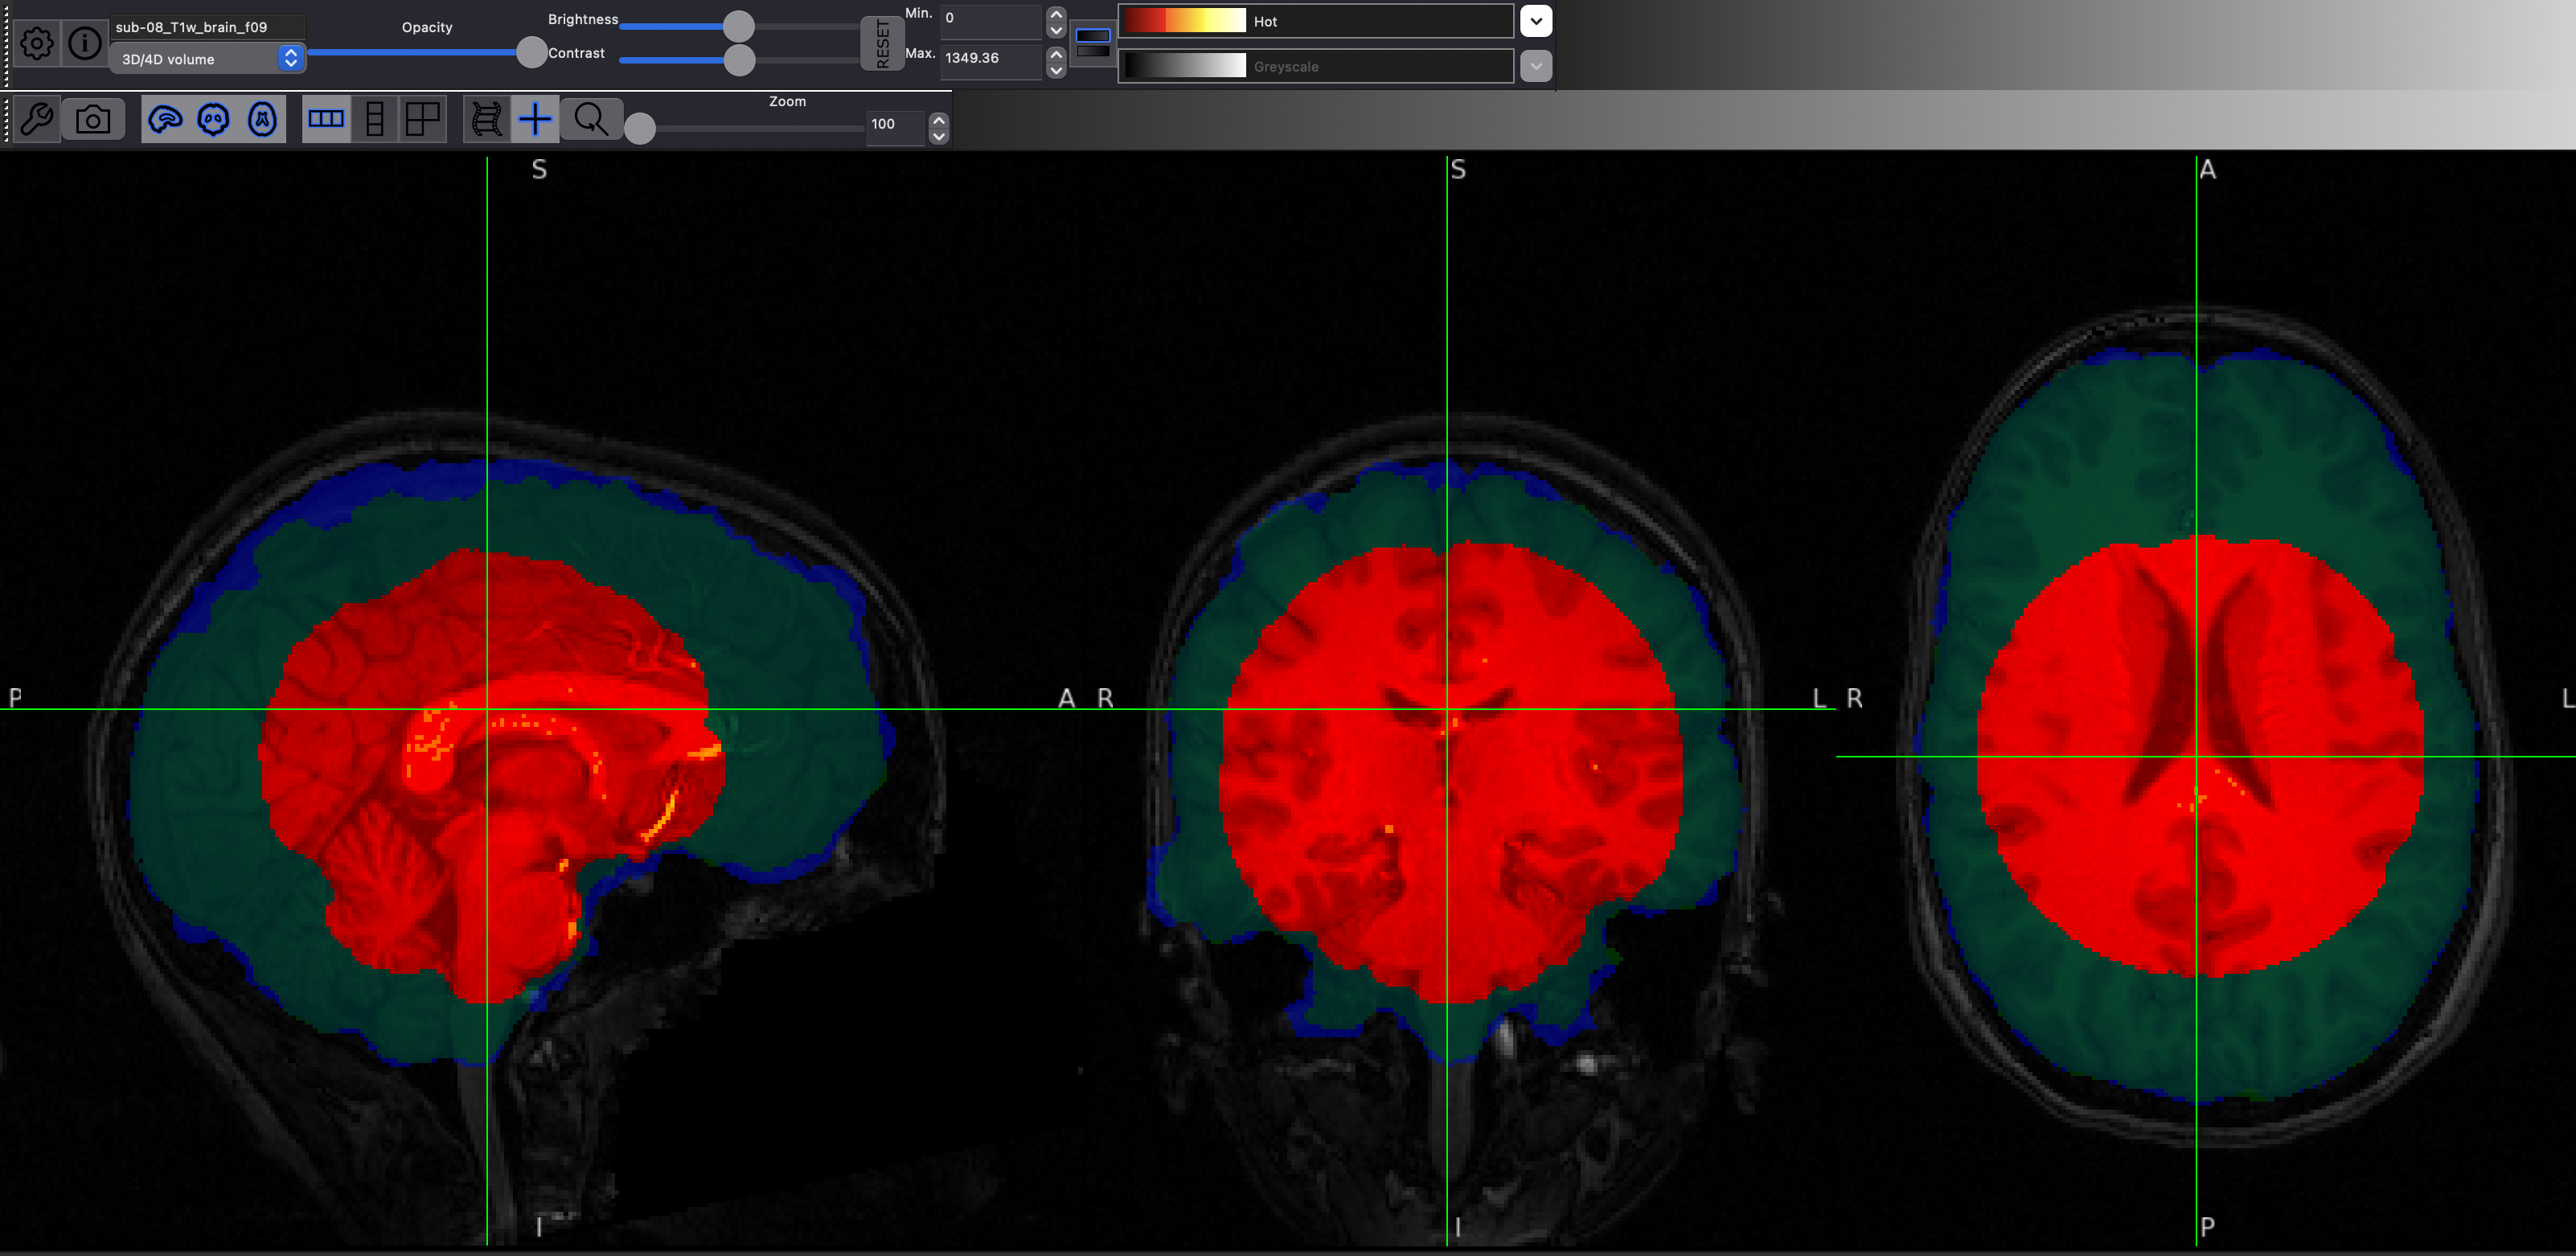 sub-08_T1w_brain_f09
3D/4D volume
Opacity
Brightness
Contrast
RESET
Min.
0
Max.
1349.36
Hot
Greyscale
Zoom
100
S
S
A
P
A
R
L
R
L
I
I
P